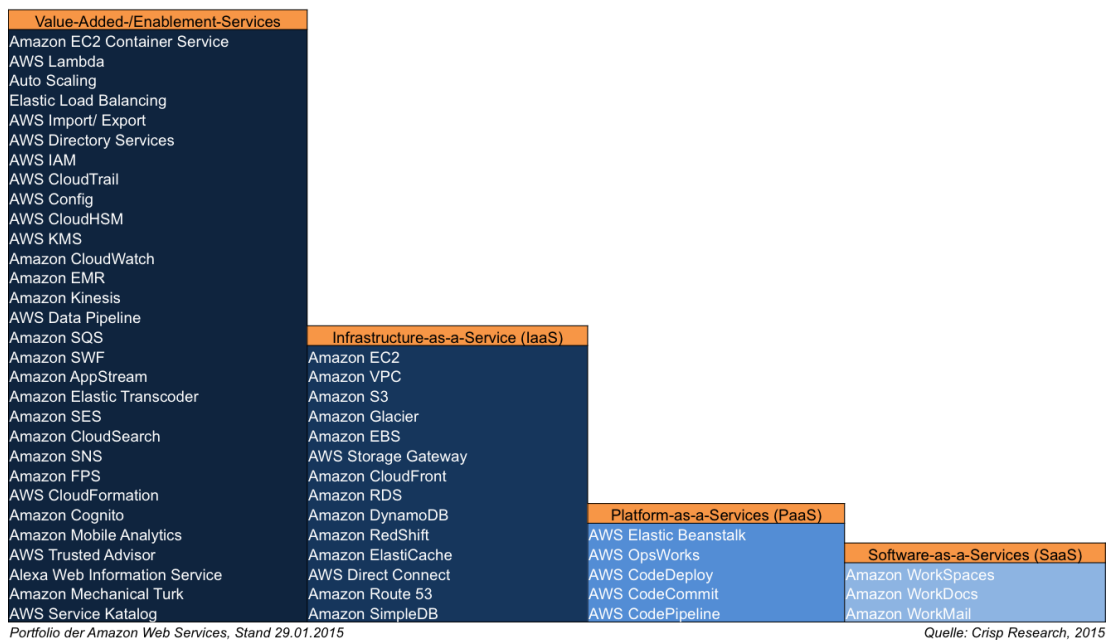 Value-Added-/Enablement-Services
Amazon EC2 Container Service
AWS Lambda
Auto Scaling
Elastic Load Balancing
AWS Import/ Export
AWS Directory Services
AWS IAM
AWS CloudTrail
AWS Config
AWS CloudHSM
AWS KMS
Amazon CloudWatch
Amazon EMR
Amazon Kinesis
AWS Data Pipeline
Amazon SQS
Amazon SWF
Amazon AppStream
Amazon Elastic Transcoder
Amazon SES
Amazon CloudSearch
Amazon SNS
Amazon FPS
AWS CloudFormation
Amazon Cognito
Amazon Mobile Analytics
AWS Trusted Advisor
Alexa Web Information Service
Amazon Mechanical Turk
AWS Service Katalog
Infrastructure-as-a-Service (IaaS)
Amazon EC2
Amazon VPC
Amazon S3
Amazon Glacier
Amazon EBS
AWS Storage Gateway
Amazon CloudFront
Amazon RDS
Amazon DynamoDB
Amazon RedShift
Amazon ElastiCache
AWS Direct Connect
Amazon Route 53
Amazon SimpleDB
Platform-as-a-Services (PaaS)
AWS Elastic Beanstalk
AWS OpsWorks
AWS CodeDeploy
AWS CodeCommit
AWS CodePipeline
Software-as-a-Services (SaaS)
Amazon WorkSpaces
Amazon WorkDocs
Amazon WorkMail
Portfolio der Amazon Web Services, Stand 29.01.2015
Quelle: Crisp Research, 2015